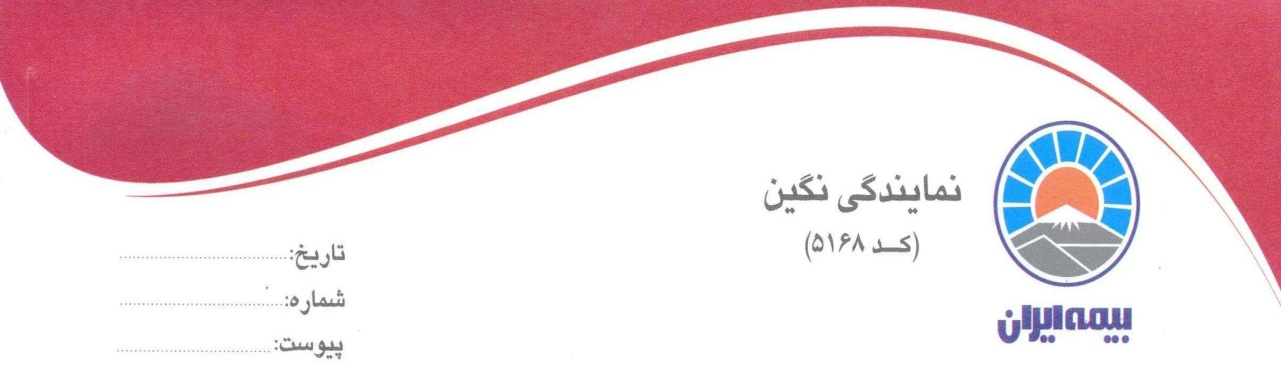 نمایندگی نگین
(کد ۵۱۶۸)
بیمه ایران
تاریخ:
شماره:
پیوست: